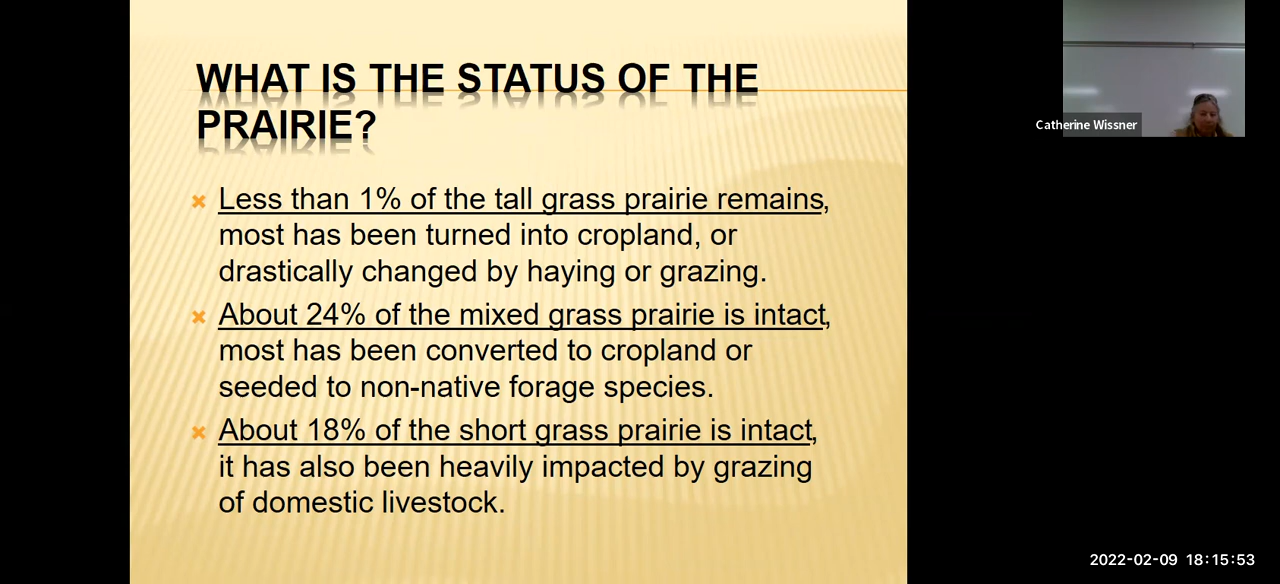 WHAT IS THE STATUS OF THE
PRAIRIE?
Less than 1% of the tall grass prairie remains,
most has been turned into cropland, or
drastically changed by haying or grazing.
About 24% of the mixed grass prairie is intact,
most has been converted to cropland or
seeded to non-native forage species.
About 18% of the short grass prairie is intact,
it has also been heavily impacted by grazing
of domestic livestock.
Catherine Wissner
2022-02-09 18:15:53